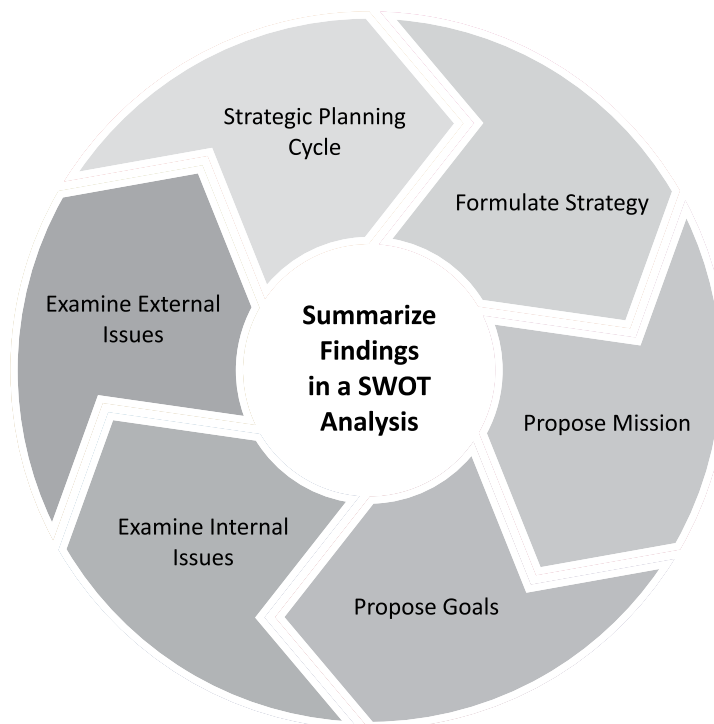 Strategic Planning
Cycle
Formulate Strategy
Propose Mission
Propose Goals
Examine Internal
Issues
Examine External
Issues
Summarize
Findings
in a SWOT
Analysis